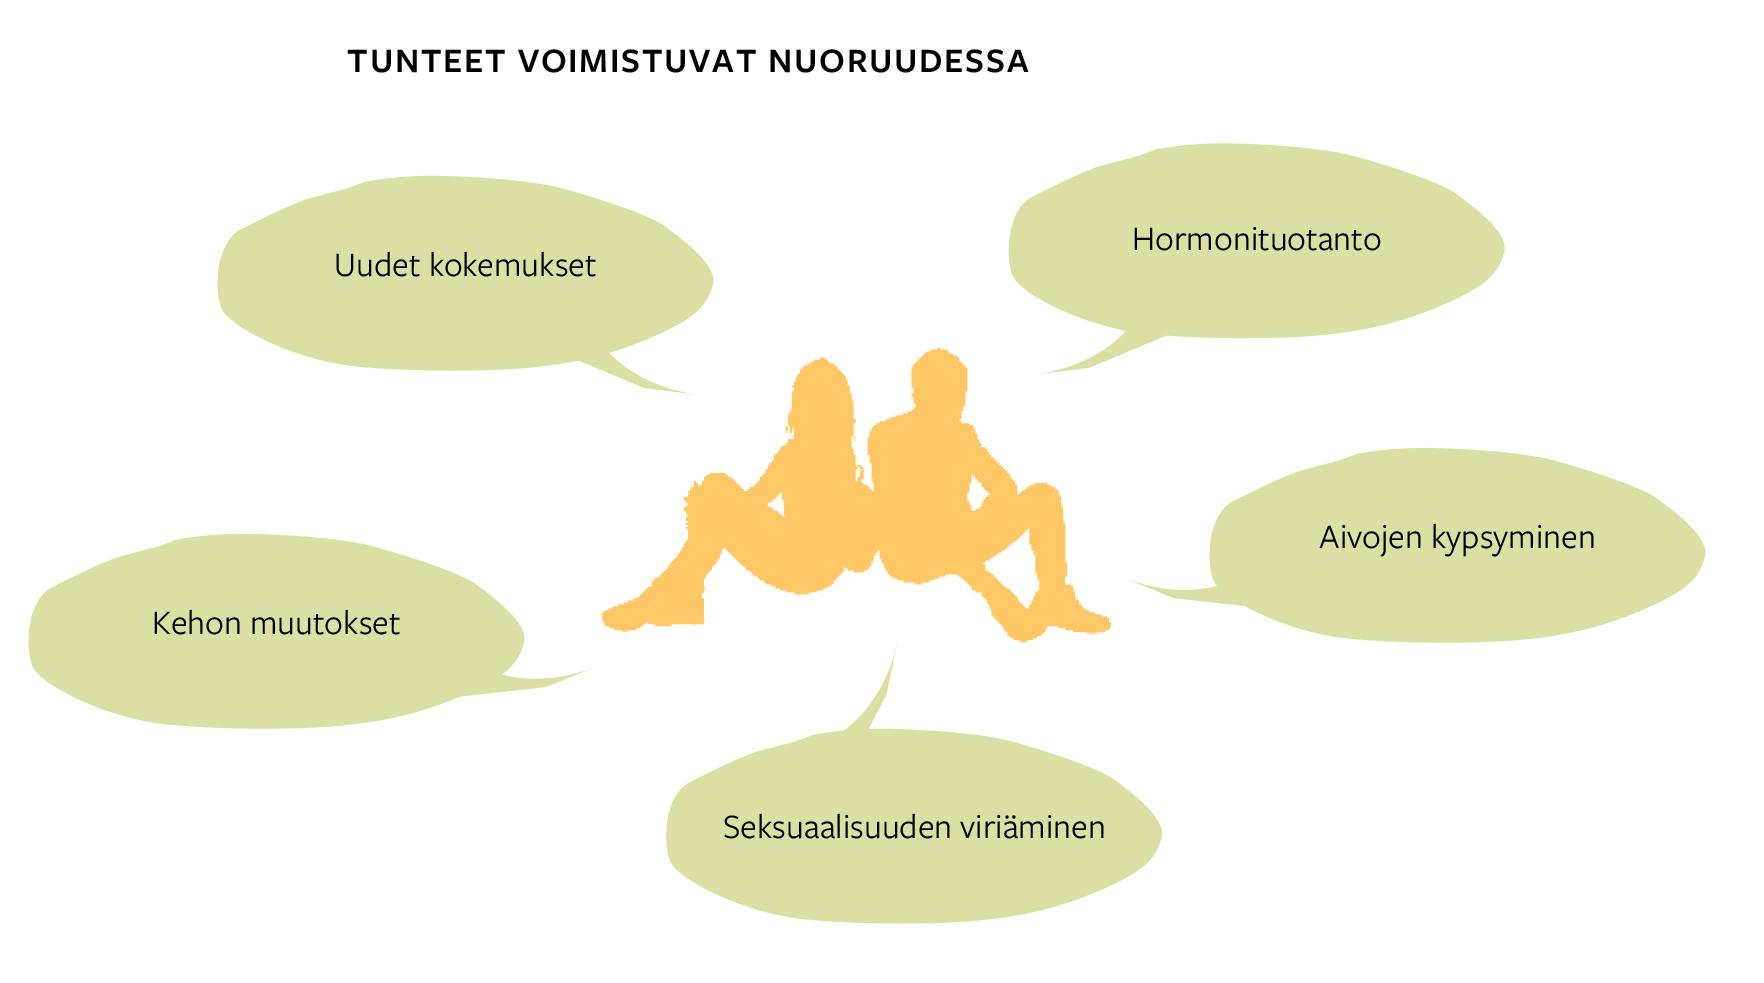 TUNTEET VOIMISTUVAT NUORUUDESSA
Uudet kokemukset
Hormonituotanto
Aivojen kypsyminen
Kehon muutokset
Seksuaalisuuden viriäminen